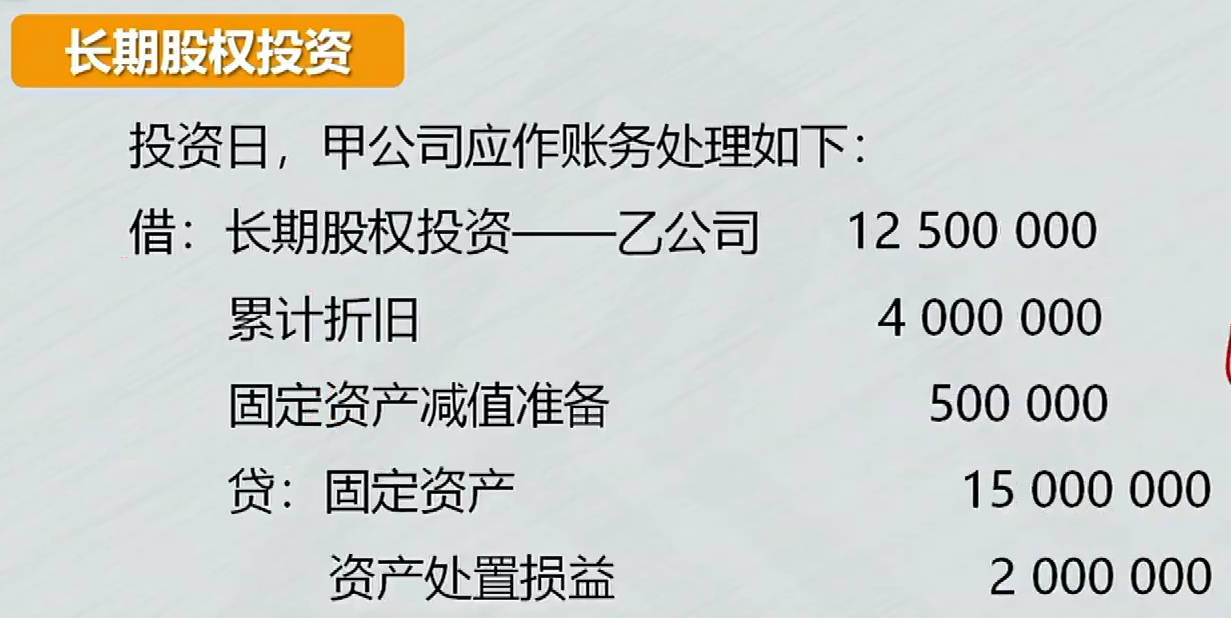 长期股权投资
投资日，甲公司应作账务处理如下：
借：长期股权投资——乙公司 12 500 000
累计折旧 4 000 000
固定资产减值准备 500 000
贷：固定资产 15 000 000
资产处置损益 2 000 000